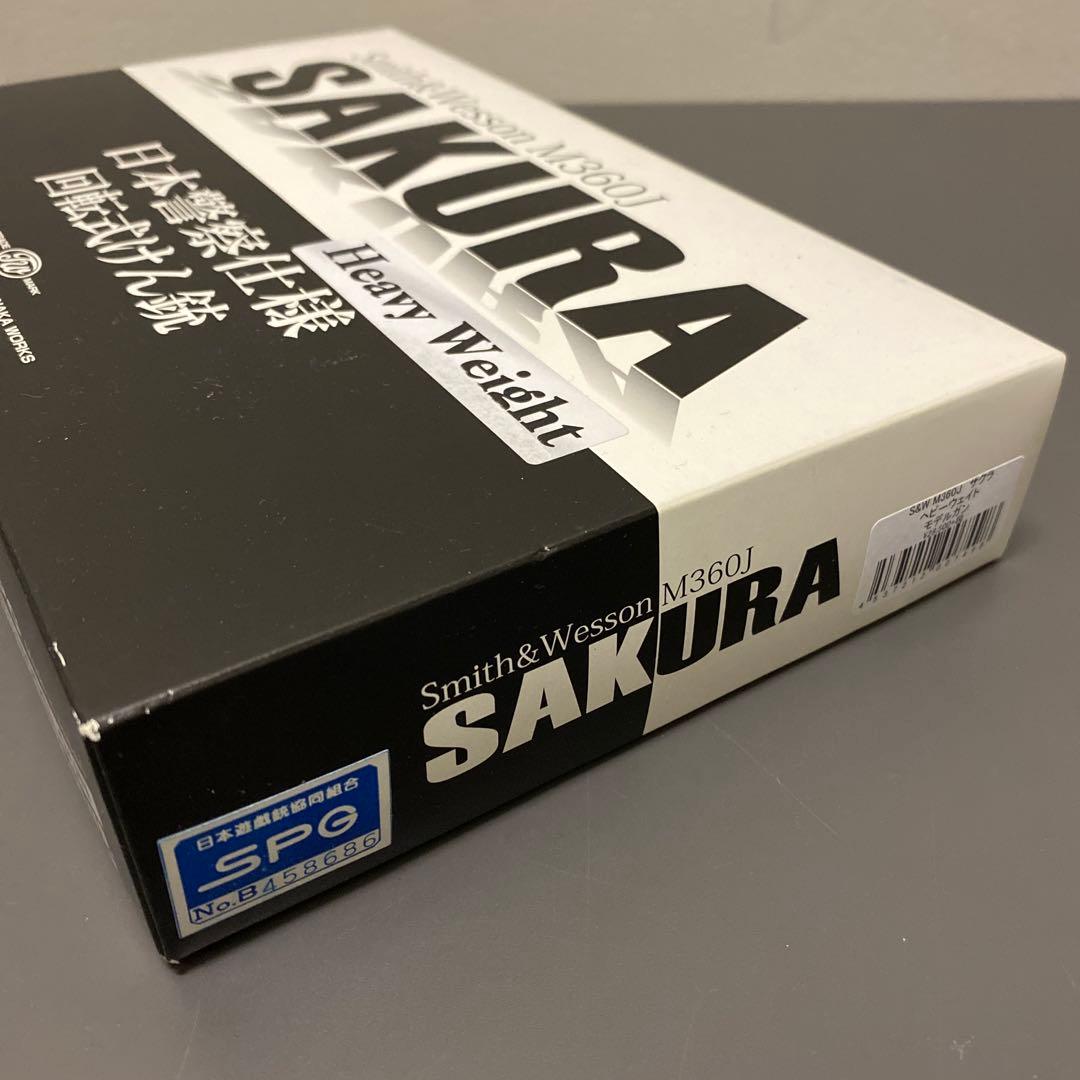 Smith&Wesson M360J
SAKURA
Heavy Weight
日本警察仕様
回転式けん銃
MARK
WORKS
S&W M360J サクラ
ヘビーウェイト
モデルガン
Smith&Wesson M360J
SAKURA
日本遊戯銃協同組合
SPG
No.B458686